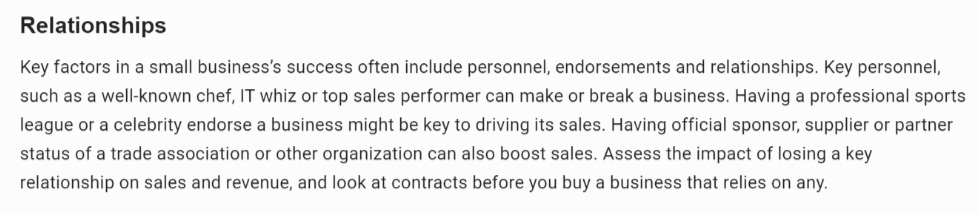 Relationships
Key factors in a small business's success often include personnel, endorsements and relationships. Key personnel,
such as a well-known chef, IT whiz or top sales performer can make or break a business. Having a professional sports
league or a celebrity endorse a business might be key to driving its sales. Having official sponsor, supplier or partner
status of a trade association or other organization can also boost sales. Assess the impact of losing a key
relationship on sales and revenue, and look at contracts before you buy a business that relies on any.